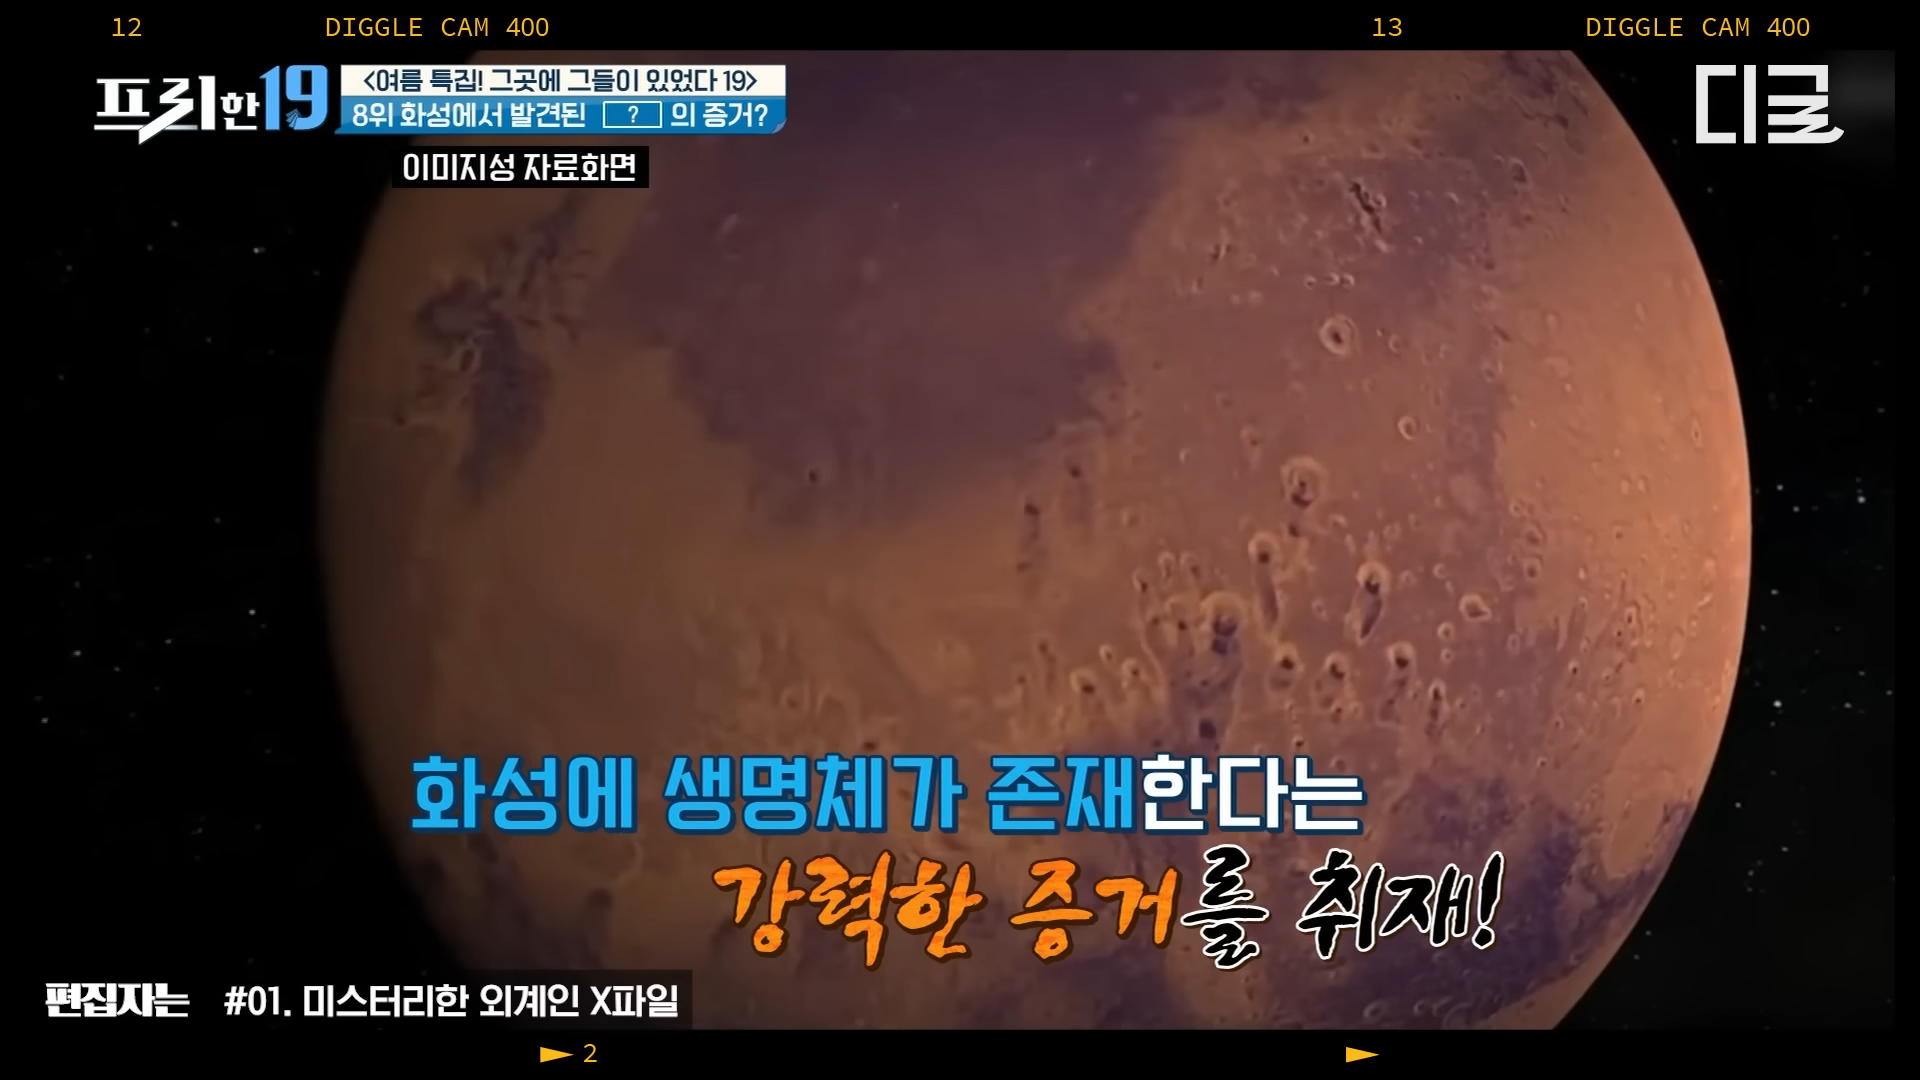 12
DIGGLE CAM 400
13
DIGGLE CAM 400
프리한19
<여름 특집! 그곳에 그들이 있었다 19>
8위 화성에서 발견된 ? 의 증거?
디글
이미지성 자료화면
화성에 생명체가 존재한다는
강력한 증거를 취재!
편집자는
#01. 미스터리한 외계인 X파일
2